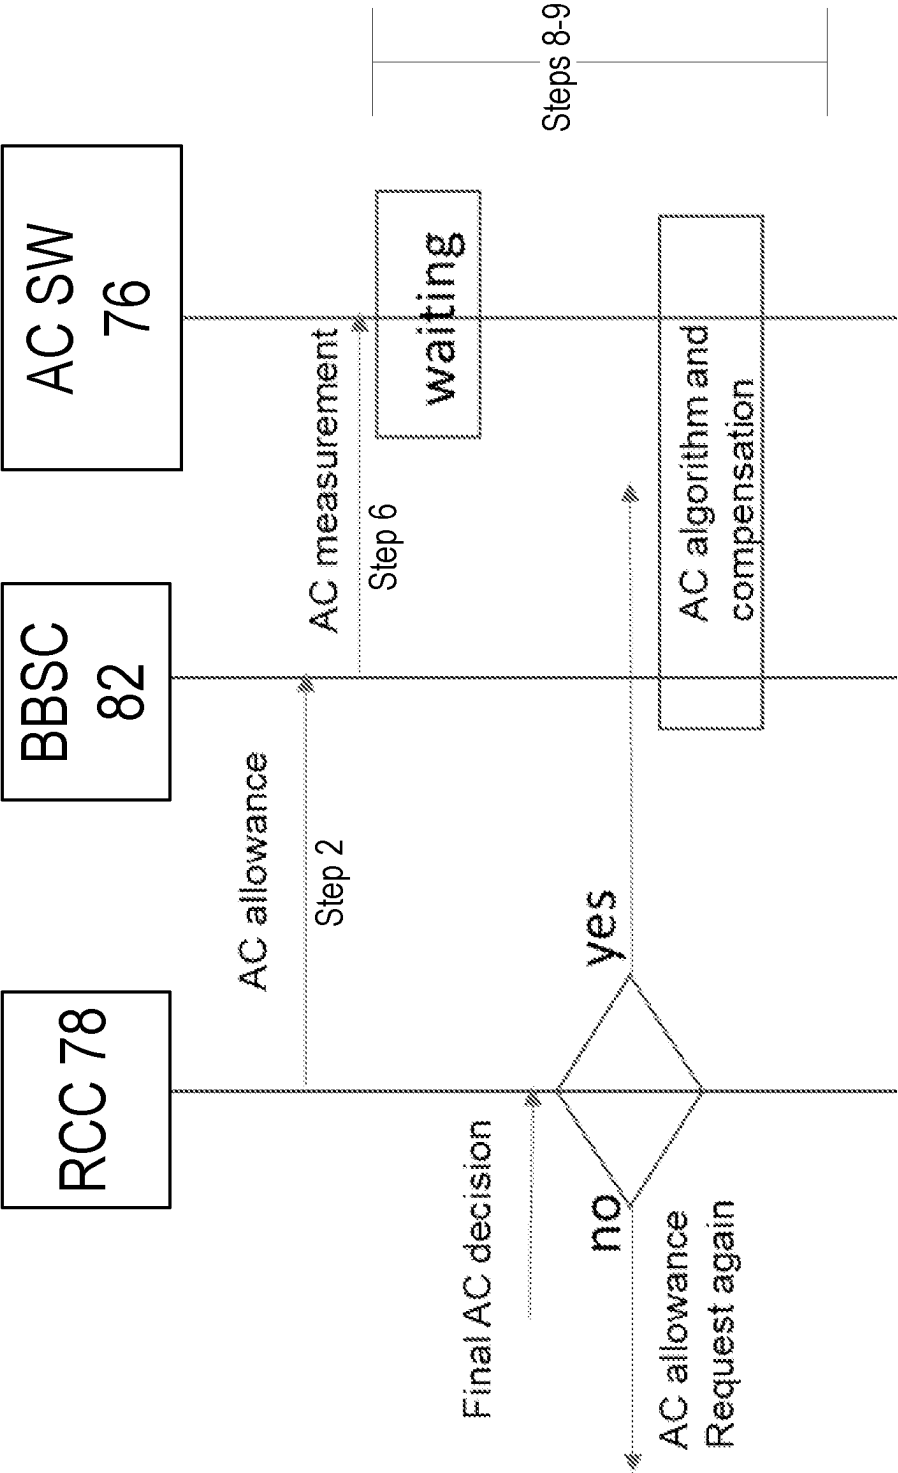 RCC 78
BBSC
82
AC SW
76
AC allowance
Step 2
AC measurement
Step 6
waiting
Steps 8-9
Final AC decision
no
yes
AC allowance
Request again
AC algorithm and
compensation